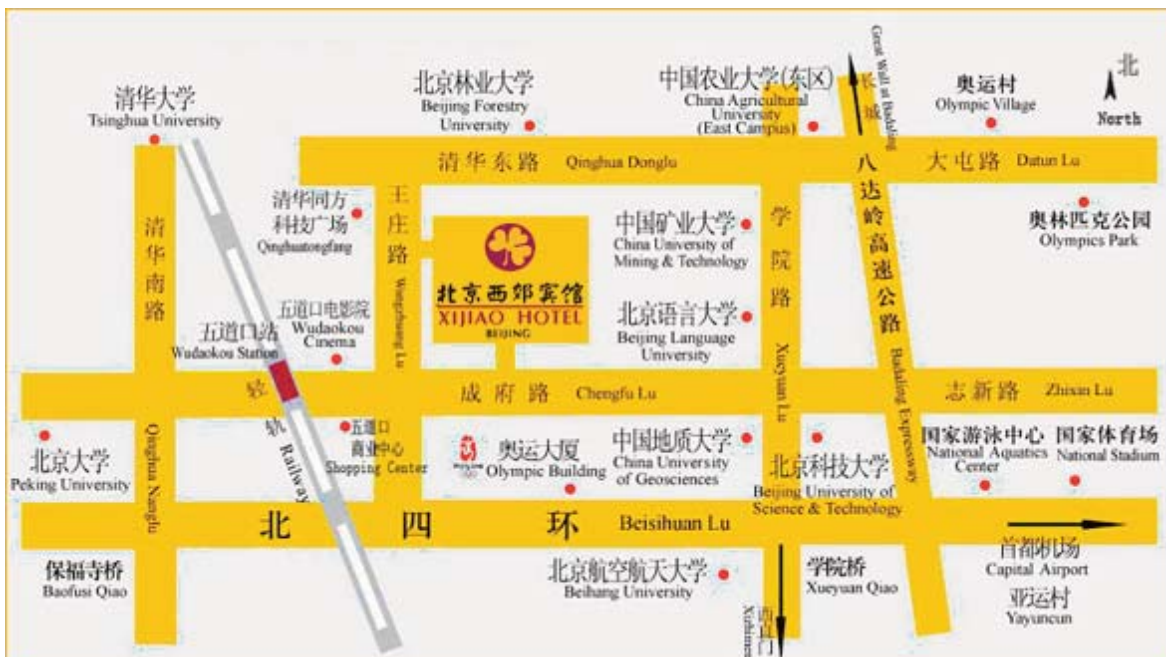 清华大学
Tsinghua University
北京林业大学
Beijing Forestry
University
中国农业大学(东区)
China Agricultural
University
(East Campus)
长城
Great Wall at Badaling
奥运村
Olympic Village
北
North
清华东路 Qinghua Donglu
大屯路 Datun Lu
清华同方
科技广场
Qinghuatongfang
王庄路
Wangzhuang Lu
北京西郊宾馆
XIJIAO HOTEL
BEIJING
中国矿业大学
China University of
Mining & Technology
学院路
Xueyuan Lu
八达岭高速公路
Badaling Expressway
奥林匹克公园
Olympics Park
清华南路
Qinghua Nanglu
五道口站
Wudaokou Station
五道口电影院
Wudaokou
Cinema
北京语言大学
Beijing Language
University
轻轨 Railway
成府路 Chengfu Lu
志新路 Zhixin Lu
北京大学
Peking University
五道口
商业中心
Shopping Center
奥运大厦
Olympic Building
中国地质大学
China University
of Geosciences
北京科技大学
Beijing University of
Science & Technology
国家游泳中心
National Aquatics
Center
国家体育场
National Stadium
北四环 Beisihuan Lu
保福寺桥
Baofusi Qiao
北京航空航天大学
Beihang University
西直门
学院桥
Xueyuan Qiao
首都机场
Capital Airport
亚运村
Yayuncun